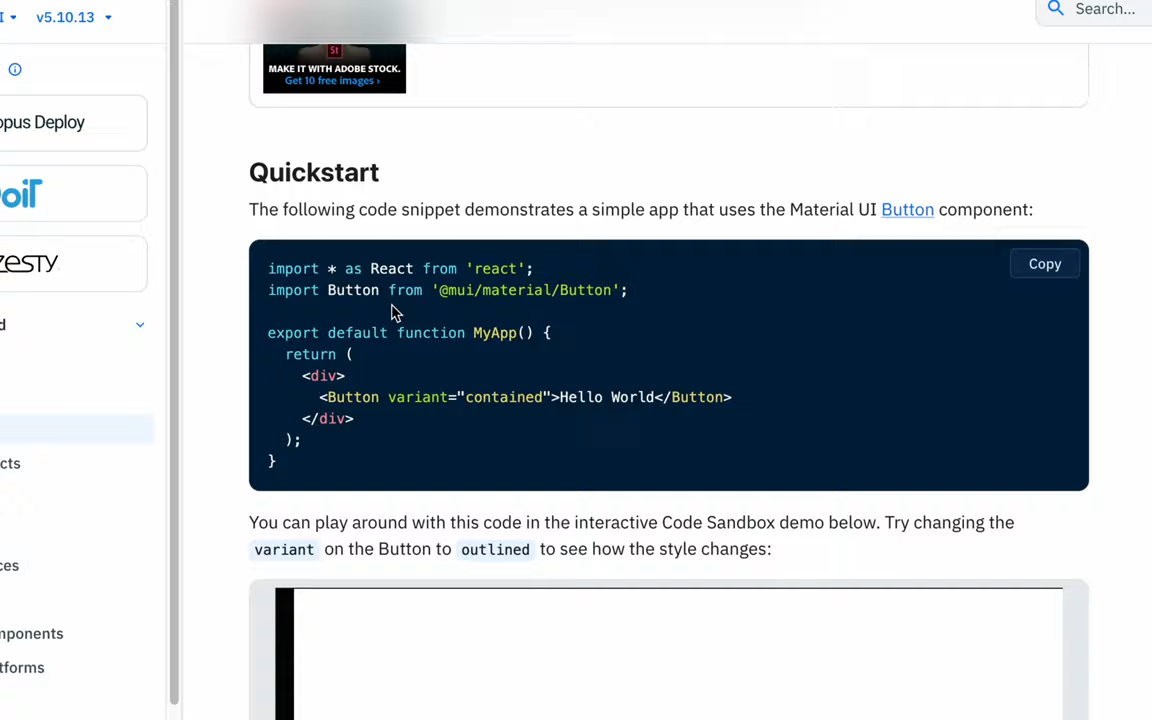 I
v5.10.13
Search...
opus Deploy
DoiT
ZESTY
d
cts
ces
mponents
tforms
St
MAKE IT WITH ADOBE STOCK.
Get 10 free images ›
Quickstart
The following code snippet demonstrates a simple app that uses the Material UI Button component:
Copy
import * as React from 'react';
import Button from '@mui/material/Button';
export default function MyApp() {
return (
<div>
<Button variant="contained">Hello World</Button>
</div>
);
}
You can play around with this code in the interactive Code Sandbox demo below. Try changing the
variant on the Button to outlined to see how the style changes: